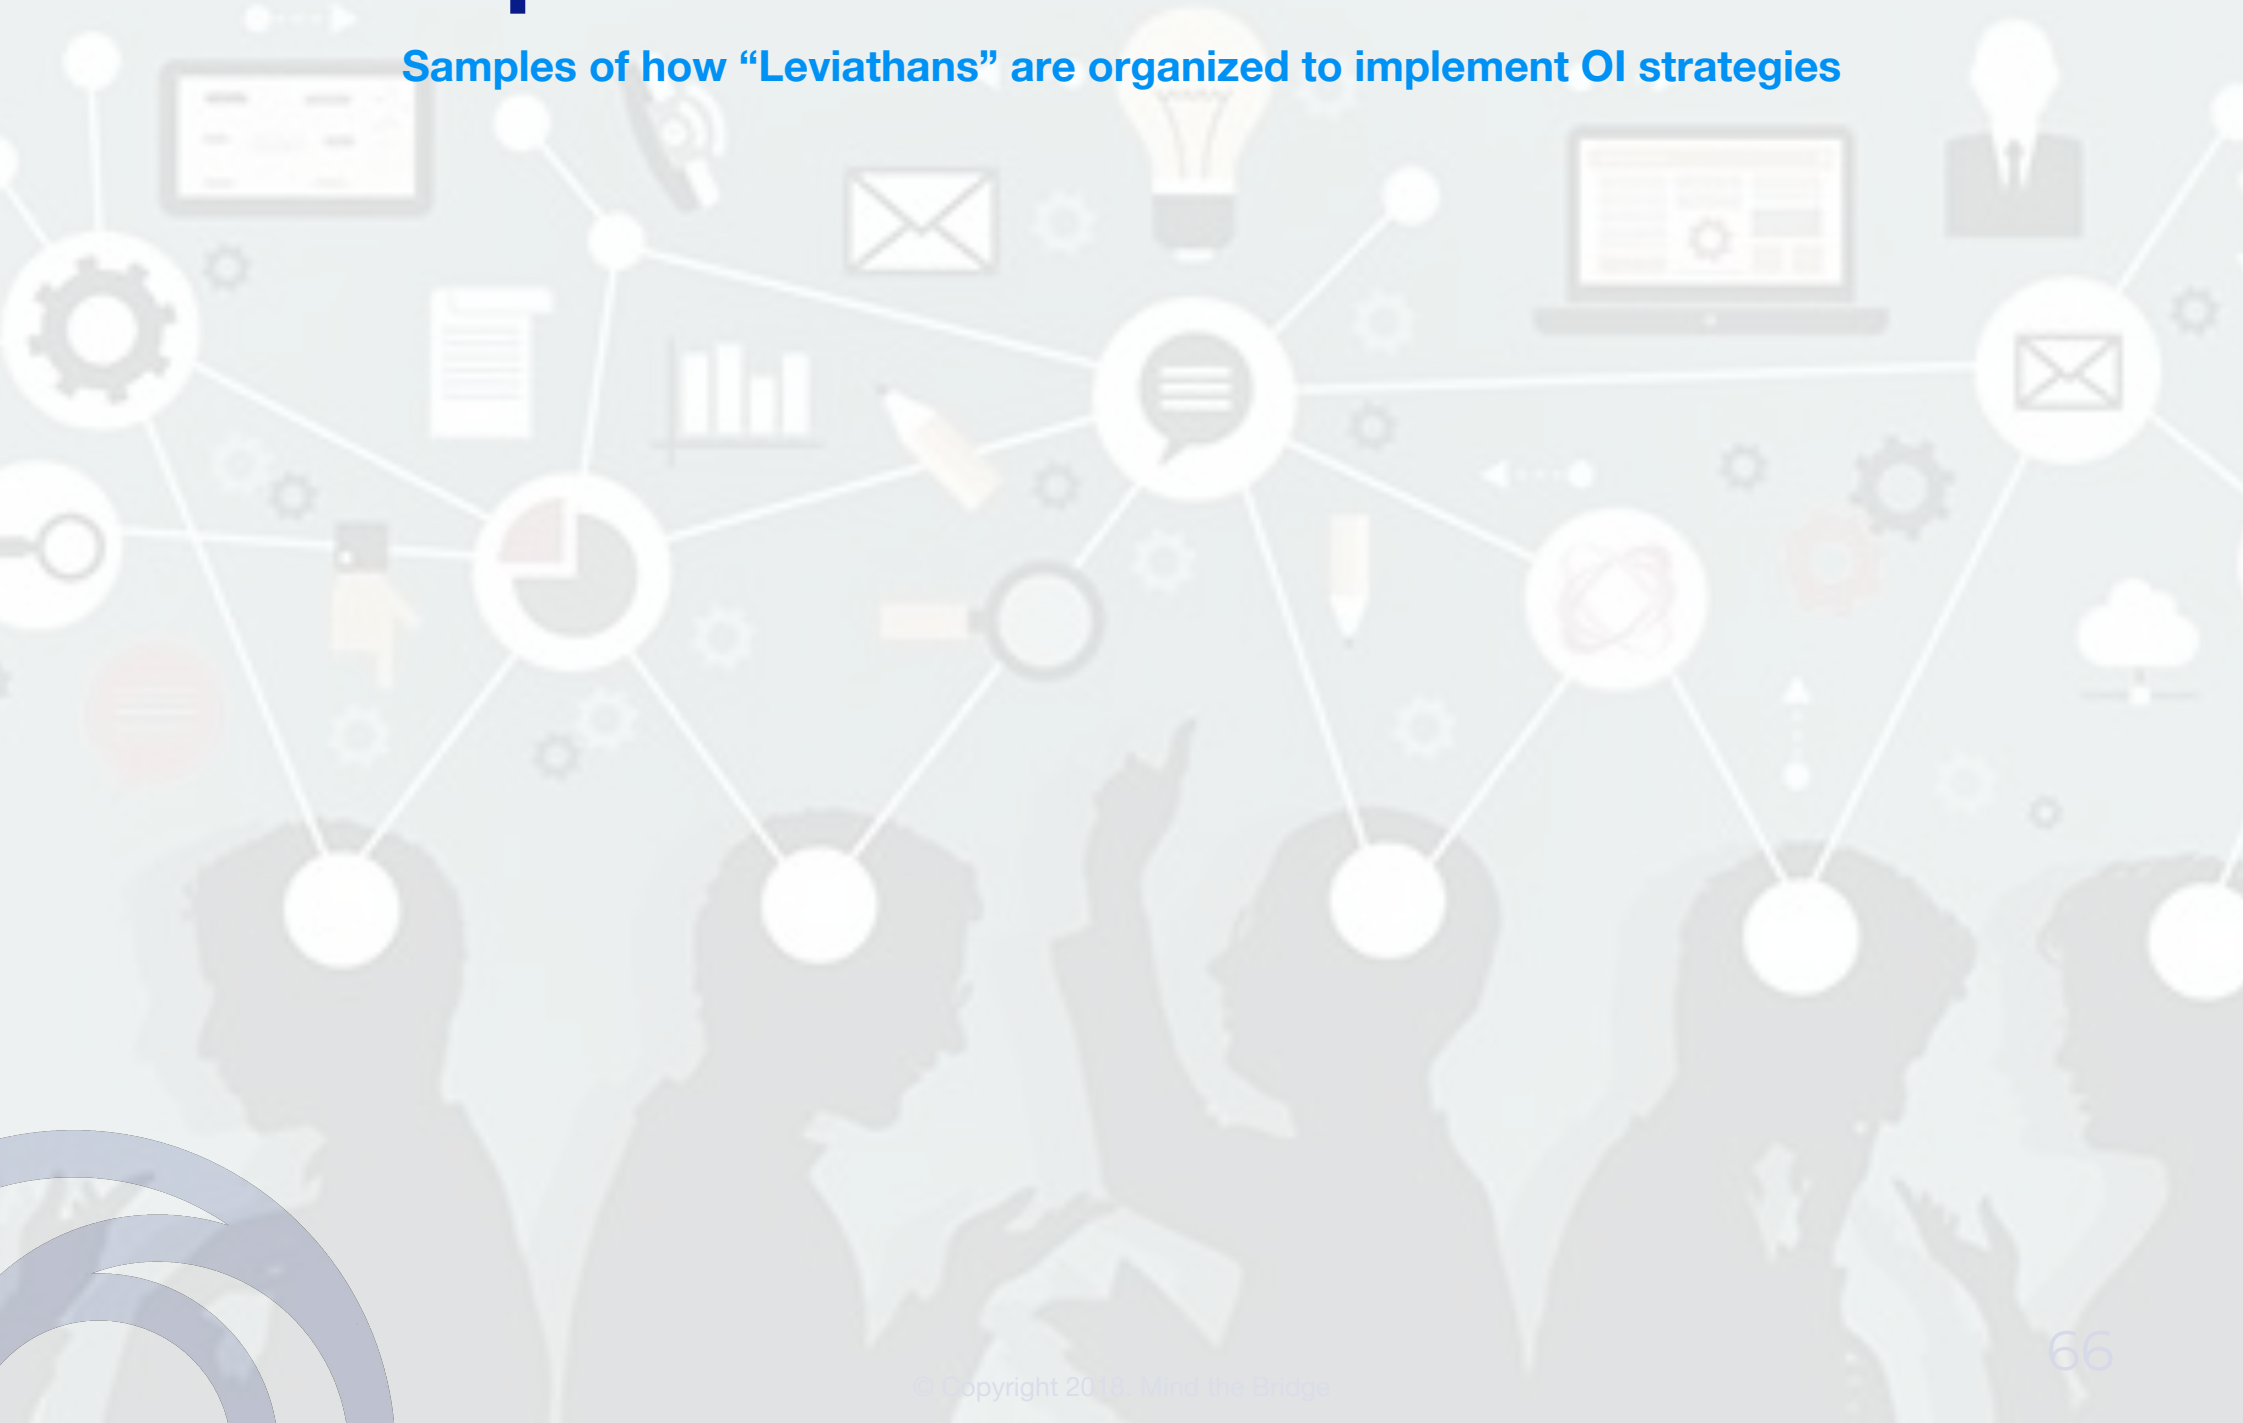 Samples of how “Leviathans” are organized to implement OI strategies
66
© Copyright 2018. Mind the Bridge